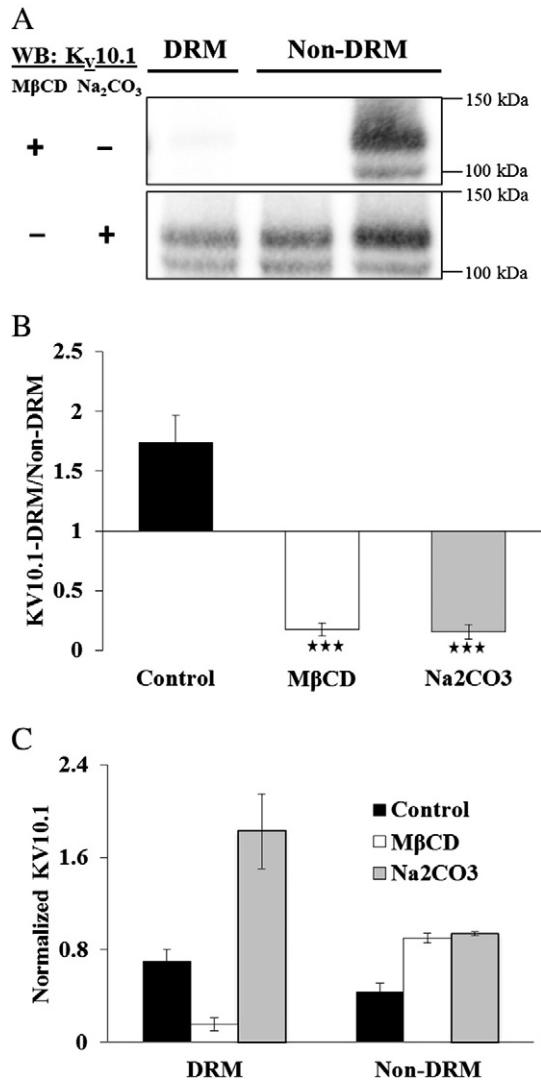 A
WB: Kv10.1
DRM Non-DRM
MβCD Na₂CO₃
150 kDa
+ −
100 kDa
150 kDa
− +
100 kDa
B
KV10.1-DRM/Non-DRM
2.5
2
1.5
1
0.5
0
★★★ ★★★
Control MβCD Na2CO3
C
Normalized KV10.1
2.4
1.6
0.8
0
Control
MβCD
Na2CO3
DRM Non-DRM